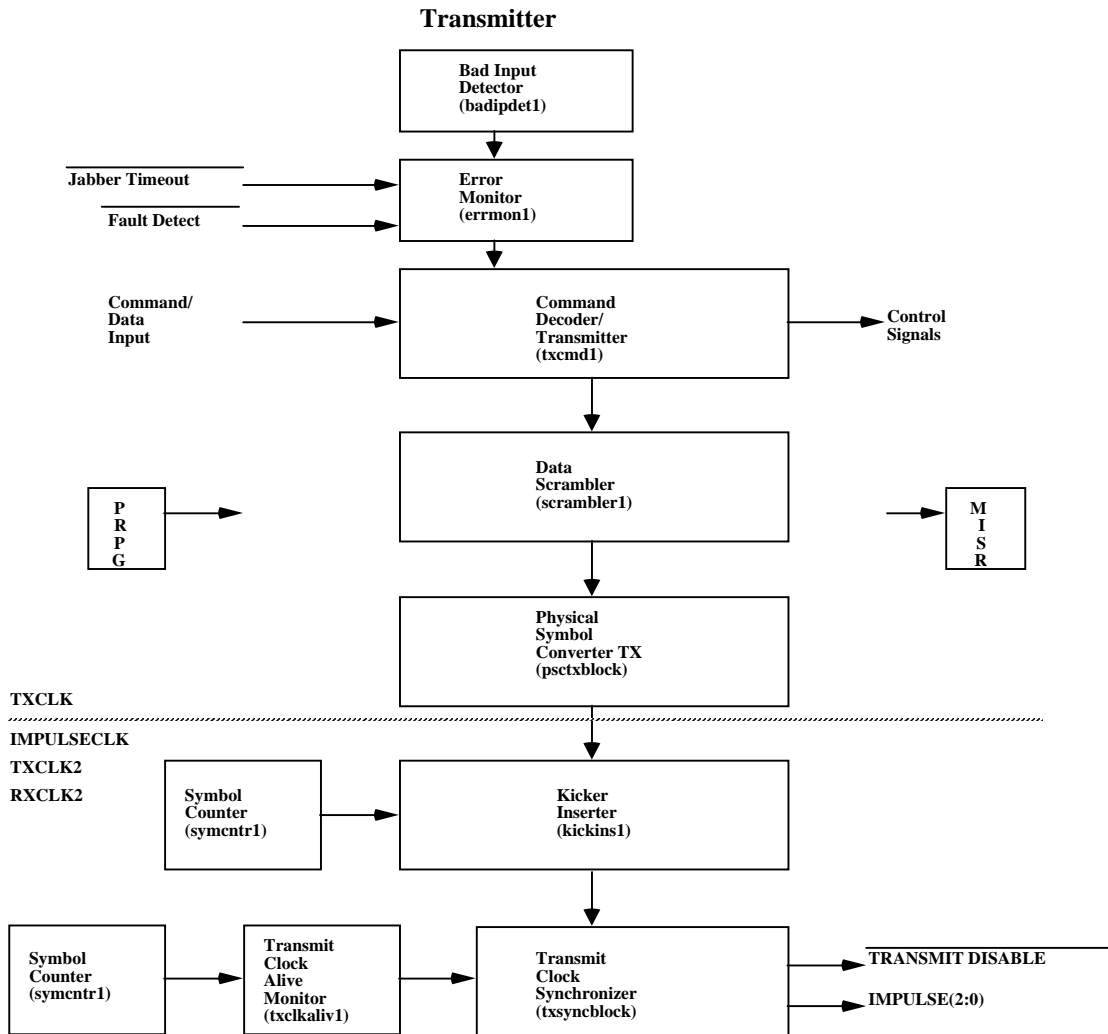 Transmitter
Bad Input
Detector
(badipdet1)
Jabber Timeout
Error
Monitor
(errmon1)
Fault Detect
Command/
Data
Input
Command
Decoder/
Transmitter
(txcmd1)
Control
Signals
Data
Scrambler
(scrambler1)
P
R
P
G
M
I
S
R
Physical
Symbol
Converter TX
(psctxblock)
TXCLK
IMPULSECLK
TXCLK2
RXCLK2
Symbol
Counter
(symcntr1)
Kicker
Inserter
(kickins1)
Symbol
Counter
(symcntr1)
Transmit
Clock
Alive
Monitor
(txclkaliv1)
Transmit
Clock
Synchronizer
(txsyncblock)
TRANSMIT DISABLE
IMPULSE(2:0)